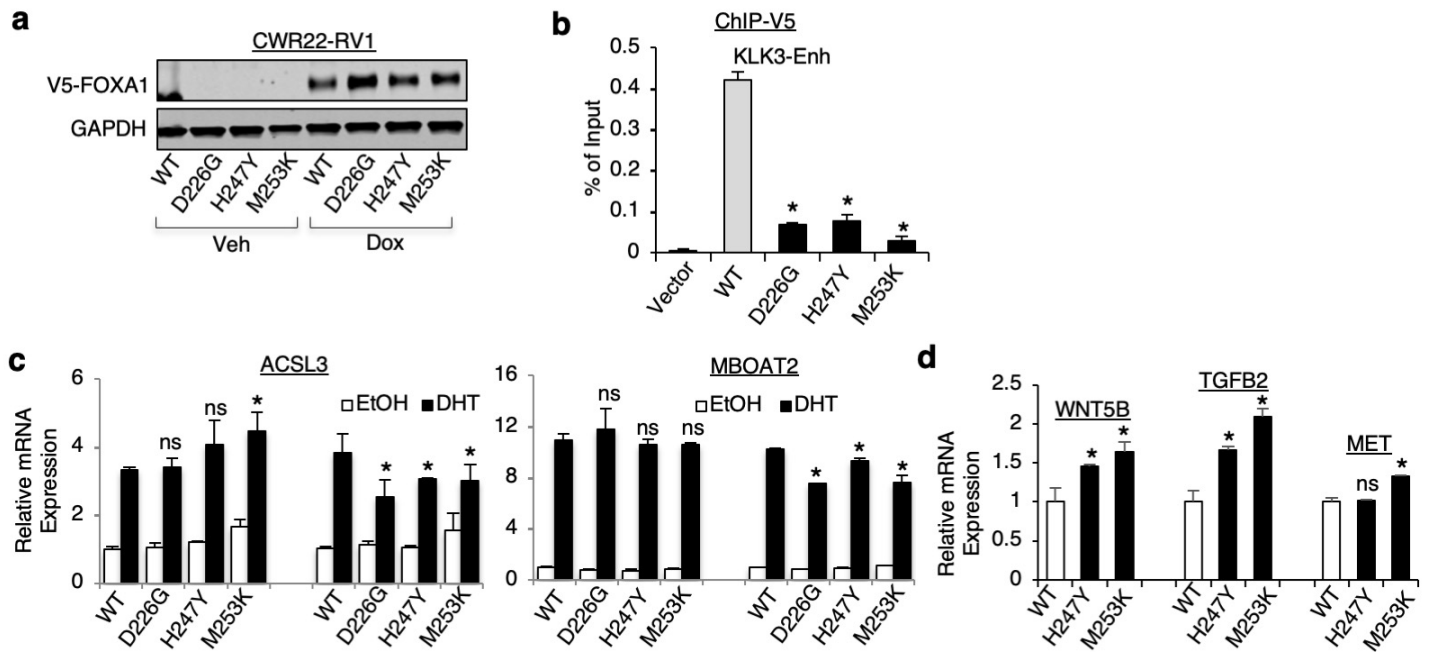 a
CWR22-RV1
V5-FOXA1
GAPDH
WT D226G H247Y M253K WT D226G H247Y M253K
Veh Dox
b
ChIP-V5
KLK3-Enh
% of Input
0.5
0.4
0.3
0.2
0.1
0
* * *
Vector WT D226G H247Y M253K
c
ACSL3
EtOH DHT
Relative mRNA
Expression
6
4
2
0
ns ns * * * *
WT D226G H247Y M253K WT D226G H247Y M253K
MBOAT2
EtOH DHT
16
12
8
4
0
ns ns ns * * *
WT D226G H247Y M253K WT D226G H247Y M253K
d
WNT5B TGFB2 MET
Relative mRNA
Expression
2.5
2
1.5
1
0.5
0
* * * * ns *
WT H247Y M253K WT H247Y M253K WT H247Y M253K